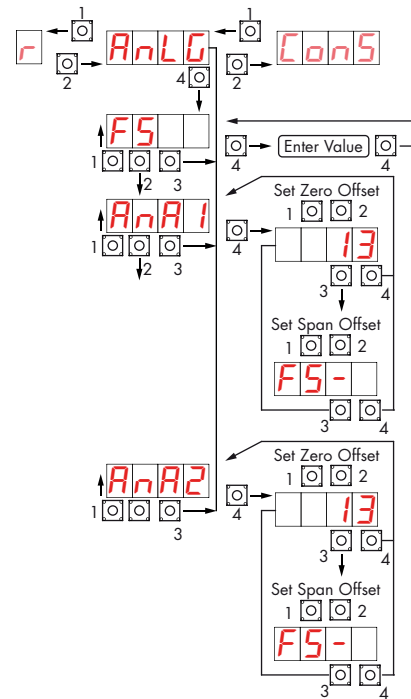 1 1
r AnLG ConS
2 4 2
FS
1 2 3 4 Enter Value 4
AnA1
1 2 3 4
Set Zero Offset
1 2
13
3 4
Set Span Offset
1 2
FS-
3 4
AnA2
1 3 4
Set Zero Offset
1 2
13
3 4
Set Span Offset
1 2
FS-
3 4